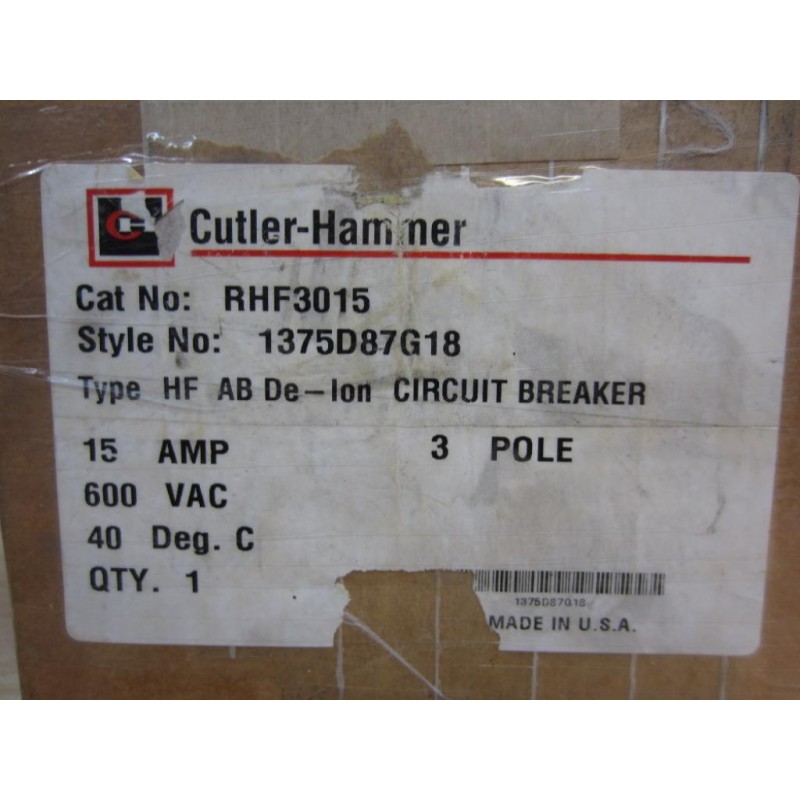 CH Cutler-Hammer
Cat No: RHF3015
Style No: 1375D87G18
Type HF AB De-Ion CIRCUIT BREAKER
15 AMP 3 POLE
600 VAC
40 Deg. C
QTY. 1
1375D87G18
MADE IN U.S.A.